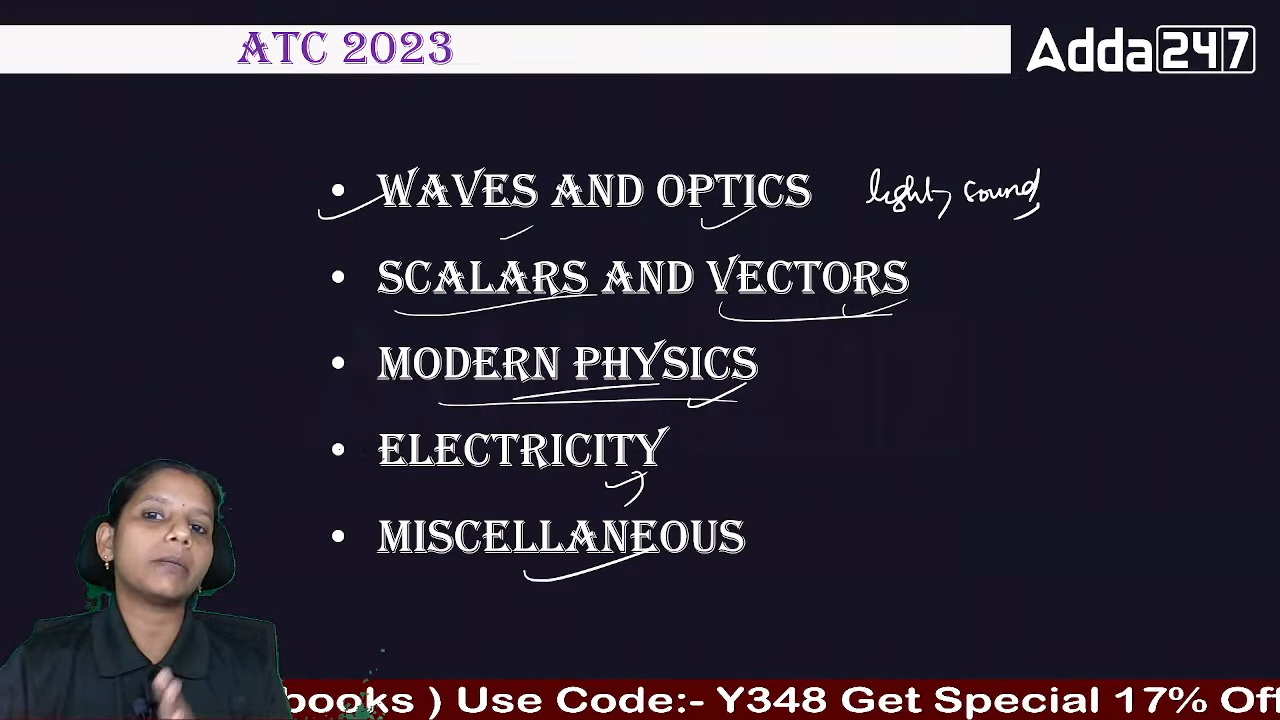 ATC 2023
Adda247
• WAVES AND OPTICS light, sound
• SCALARS AND VECTORS
• MODERN PHYSICS
• ELECTRICITY
• MISCELLANEOUS
books ) Use Code:- Y348 Get Special 17% Off